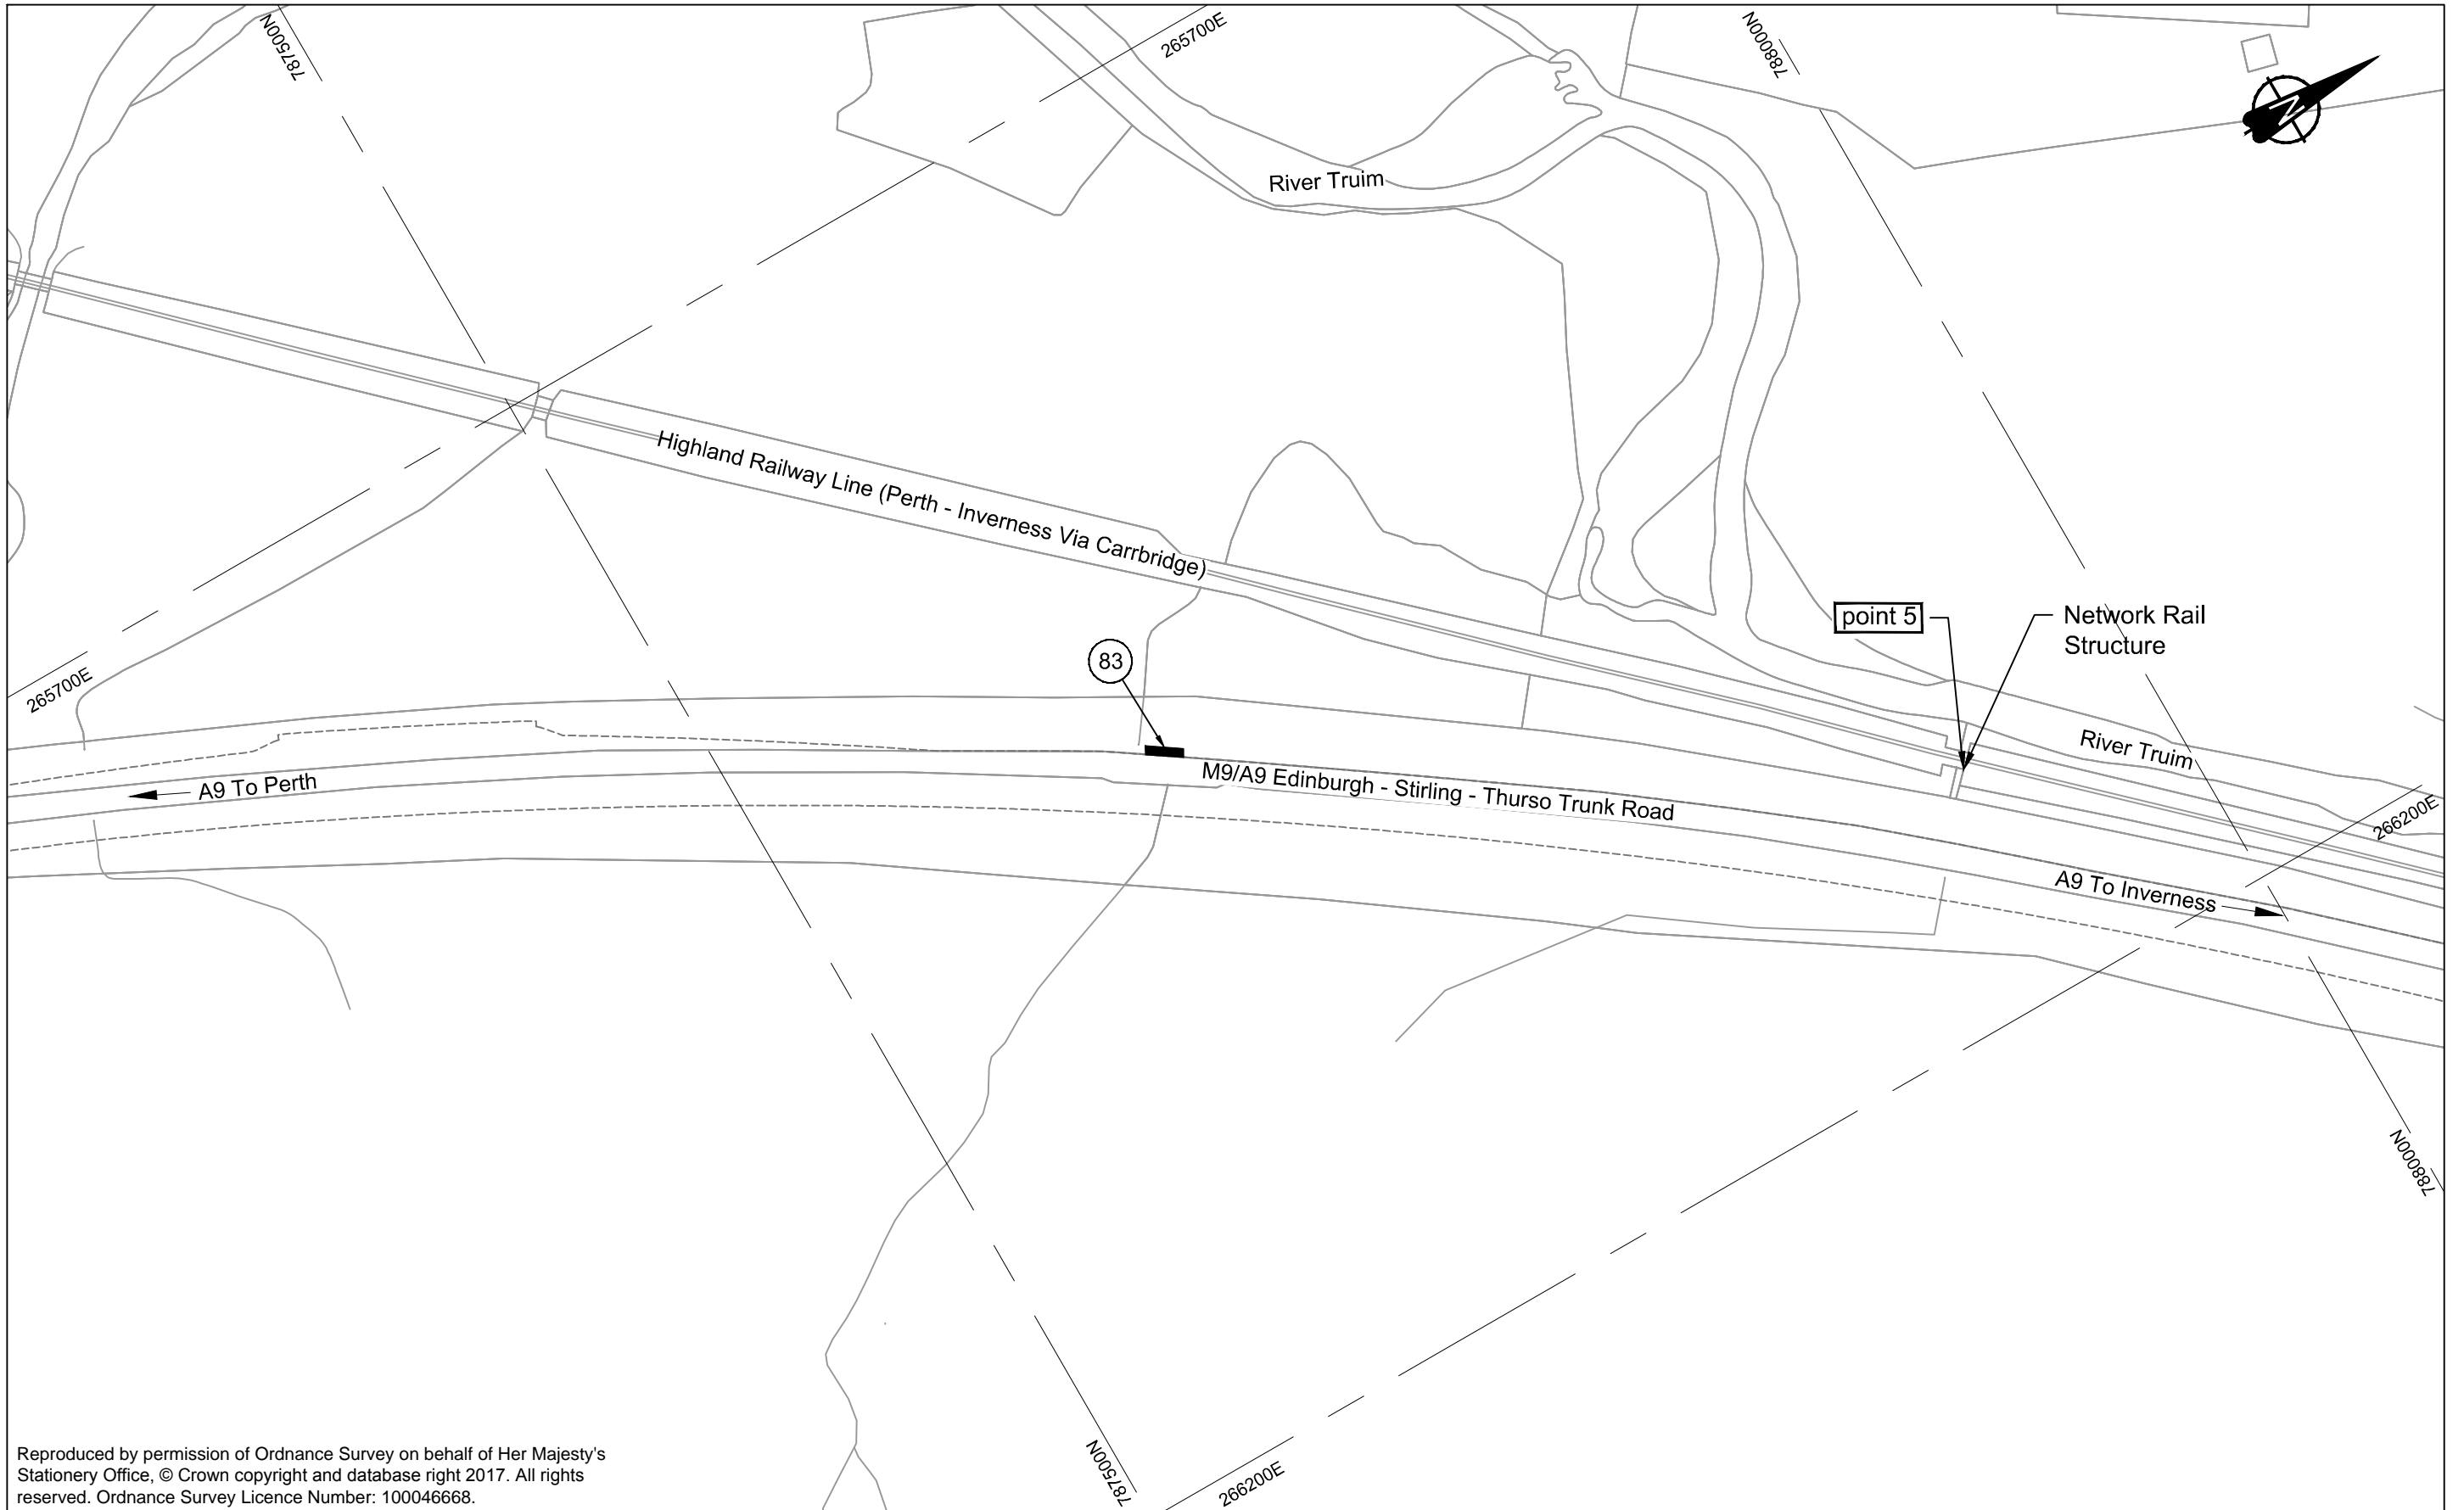 787500N
265700E
788000N
N
River Truim
Highland Railway Line (Perth - Inverness Via Carrbridge)
point 5
Network Rail
Structure
83
265700E
River Truim
A9 To Perth
M9/A9 Edinburgh - Stirling - Thurso Trunk Road
266200E
A9 To Inverness
788000N
787500N
266200E
Reproduced by permission of Ordnance Survey on behalf of Her Majesty's
Stationery Office, © Crown copyright and database right 2017. All rights
reserved. Ordnance Survey Licence Number: 100046668.